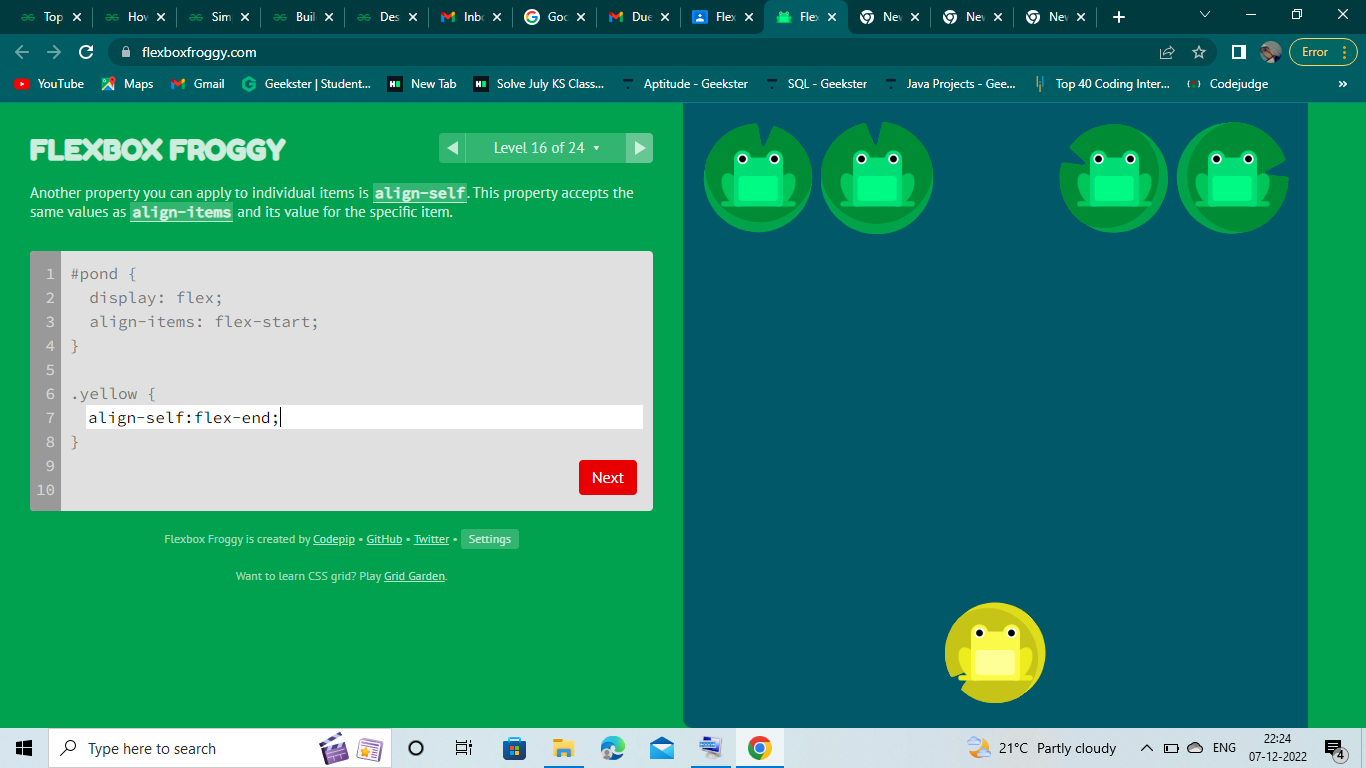 Top
How
Sim
Buil
Des
Inbo
Goo
Due
Flex
Flex
New
New
New
flexboxfroggy.com
Error
YouTube
Maps
Gmail
Geekster | Student...
New Tab
Solve July KS Class...
Aptitude - Geekster
SQL - Geekster
Java Projects - Gee...
Top 40 Coding Inter...
Codejudge
»
FLEXBOX FROGGY
Level 16 of 24
Another property you can apply to individual items is align-self. This property accepts the
same values as align-items and its value for the specific item.
1 #pond {
2 display: flex;
3 align-items: flex-start;
4 }
5
6 .yellow {
7 align-self:flex-end;
8 }
9
10
Next
Flexbox Froggy is created by Codepip • GitHub • Twitter • Settings
Want to learn CSS grid? Play Grid Garden.
Type here to search
21°C Partly cloudy
ENG
22:24
07-12-2022
4